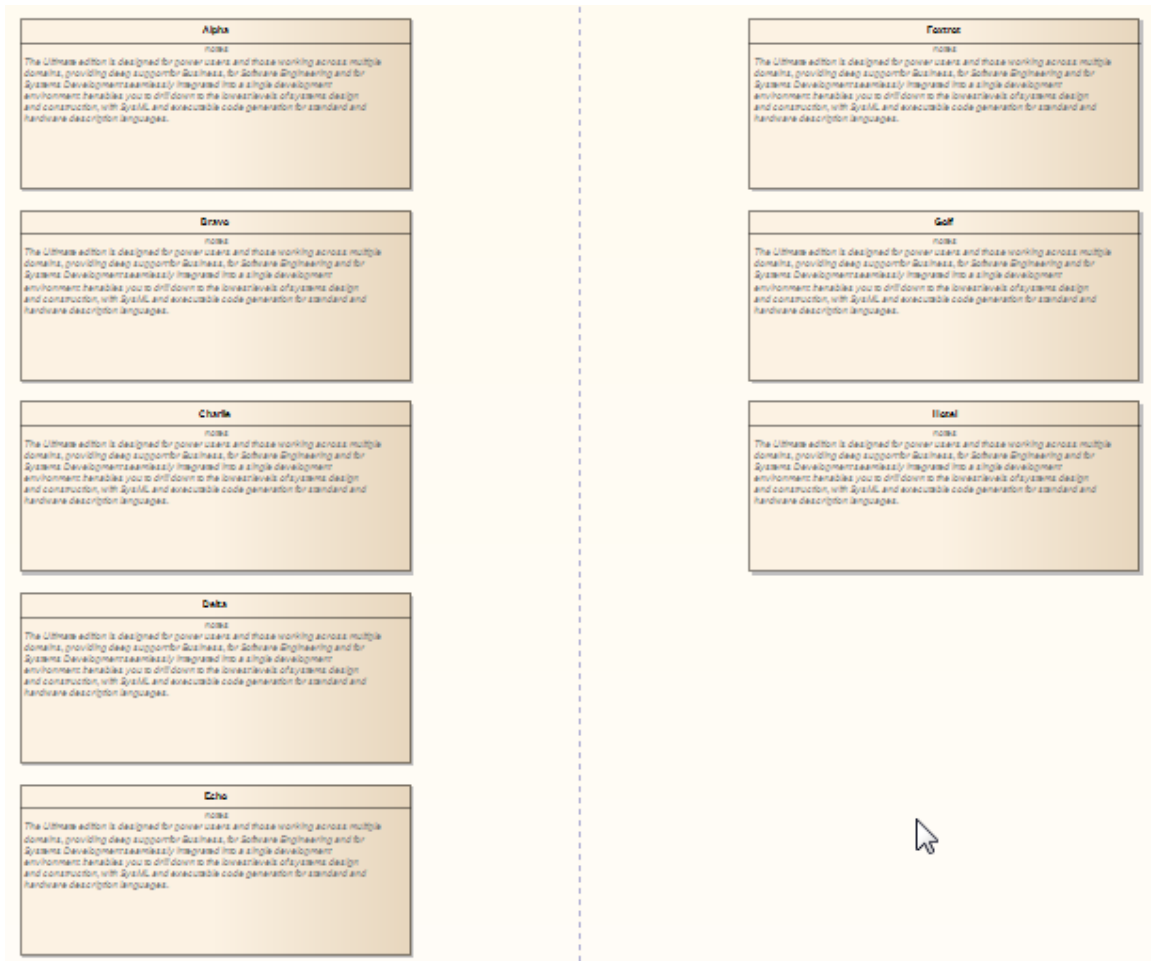 Alpha
notes
The Ultimate edition is designed for power users and those working across multiple
domains, providing deep support for Business, for Software Engineering and for
Systems Development seamlessly integrated into a single development
environment. It enables you to drill down to the lowest levels of systems design
and construction, with SysML and executable code generation for standard and
hardware description languages.
Bravo
notes
The Ultimate edition is designed for power users and those working across multiple
domains, providing deep support for Business, for Software Engineering and for
Systems Development seamlessly integrated into a single development
environment. It enables you to drill down to the lowest levels of systems design
and construction, with SysML and executable code generation for standard and
hardware description languages.
Charlie
notes
The Ultimate edition is designed for power users and those working across multiple
domains, providing deep support for Business, for Software Engineering and for
Systems Development seamlessly integrated into a single development
environment. It enables you to drill down to the lowest levels of systems design
and construction, with SysML and executable code generation for standard and
hardware description languages.
Delta
notes
The Ultimate edition is designed for power users and those working across multiple
domains, providing deep support for Business, for Software Engineering and for
Systems Development seamlessly integrated into a single development
environment. It enables you to drill down to the lowest levels of systems design
and construction, with SysML and executable code generation for standard and
hardware description languages.
Echo
notes
The Ultimate edition is designed for power users and those working across multiple
domains, providing deep support for Business, for Software Engineering and for
Systems Development seamlessly integrated into a single development
environment. It enables you to drill down to the lowest levels of systems design
and construction, with SysML and executable code generation for standard and
hardware description languages.
Foxtrot
notes
The Ultimate edition is designed for power users and those working across multiple
domains, providing deep support for Business, for Software Engineering and for
Systems Development seamlessly integrated into a single development
environment. It enables you to drill down to the lowest levels of systems design
and construction, with SysML and executable code generation for standard and
hardware description languages.
Golf
notes
The Ultimate edition is designed for power users and those working across multiple
domains, providing deep support for Business, for Software Engineering and for
Systems Development seamlessly integrated into a single development
environment. It enables you to drill down to the lowest levels of systems design
and construction, with SysML and executable code generation for standard and
hardware description languages.
Hotel
notes
The Ultimate edition is designed for power users and those working across multiple
domains, providing deep support for Business, for Software Engineering and for
Systems Development seamlessly integrated into a single development
environment. It enables you to drill down to the lowest levels of systems design
and construction, with SysML and executable code generation for standard and
hardware description languages.